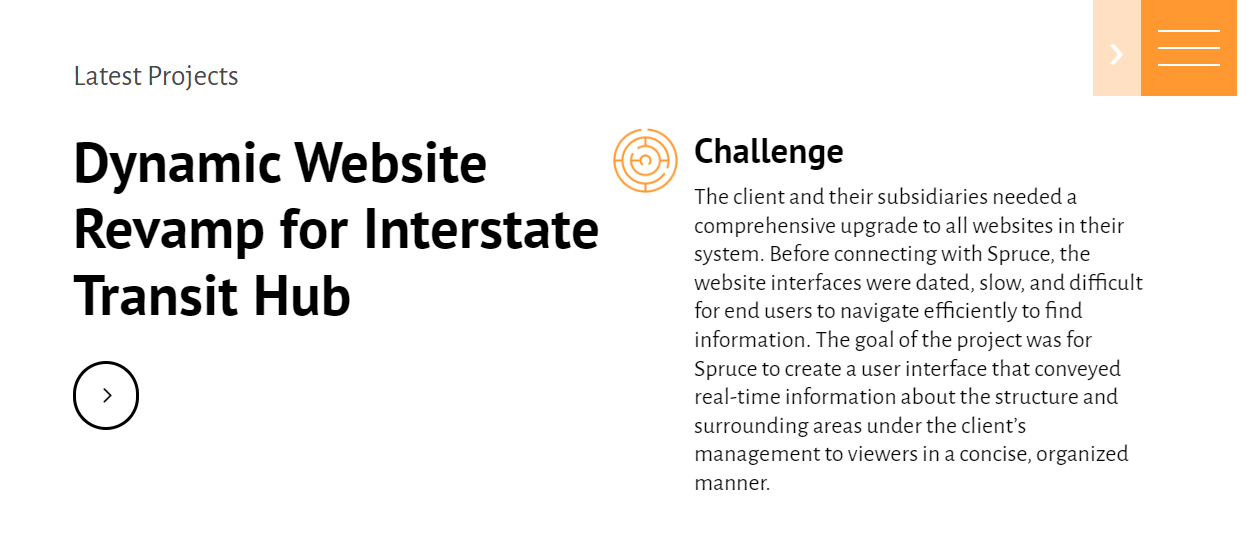 Latest Projects
Dynamic Website
Revamp for Interstate
Transit Hub
Challenge
The client and their subsidiaries needed a
comprehensive upgrade to all websites in their
system. Before connecting with Spruce, the
website interfaces were dated, slow, and difficult
for end users to navigate efficiently to find
information. The goal of the project was for
Spruce to create a user interface that conveyed
real-time information about the structure and
surrounding areas under the client’s
management to viewers in a concise, organized
manner.